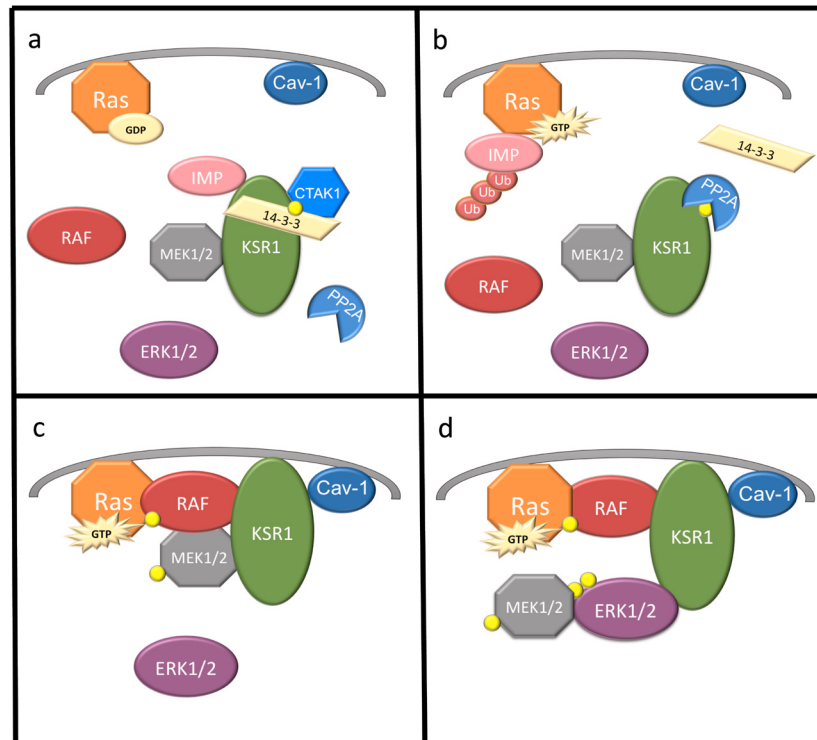 a
Ras
GDP
Cav-1
IMP
CTAK1
14-3-3
RAF
MEK1/2
KSR1
PP2A
ERK1/2
b
Ras
GTP
Cav-1
14-3-3
IMP
Ub
Ub
Ub
PP2A
MEK1/2
KSR1
RAF
ERK1/2
c
Ras
RAF
Cav-1
GTP
KSR1
MEK1/2
ERK1/2
d
Ras
RAF
Cav-1
GTP
KSR1
MEK1/2
ERK1/2